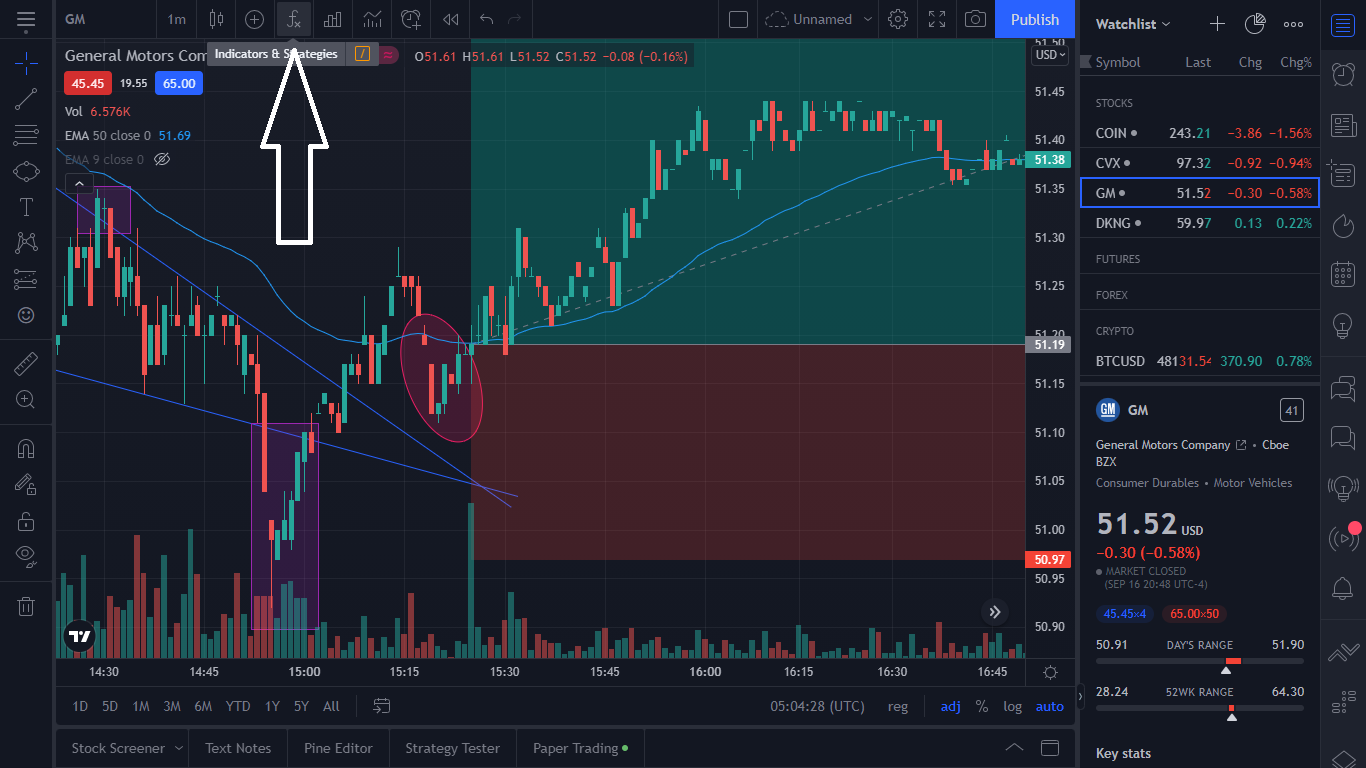 GM 1m Unnamed Publish
Indicators & Strategies /
General Motors Com O51.61 H51.61 L51.52 C51.52 −0.08 (−0.16%)
45.45 19.55 65.00
Vol 6.576K
EMA 50 close 0 51.69
EMA 9 close 0
51.50
USD
51.45
51.40
51.38
51.35
51.30
51.25
51.20
51.19
51.15
51.10
51.05
51.00
50.97
50.95
50.90
14:30 14:45 15:00 15:15 15:30 15:45 16:00 16:15 16:30 16:45
1D 5D 1M 3M 6M YTD 1Y 5Y All 05:04:28 (UTC) reg adj % log auto
Stock Screener Text Notes Pine Editor Strategy Tester Paper Trading
Watchlist
Symbol Last Chg Chg%
STOCKS
COIN 243.21 −3.86 −1.56%
CVX 97.32 −0.92 −0.94%
GM 51.52 −0.30 −0.58%
DKNG 59.97 0.13 0.22%
FUTURES
FOREX
CRYPTO
BTCUSD 48131.54 370.90 0.78%
GM GM 41
General Motors Company • Cboe
BZX
Consumer Durables • Motor Vehicles
51.52 USD
−0.30 (−0.58%)
MARKET CLOSED
(SEP 16 20:48 UTC-4)
45.45×4 65.00×50
50.91 DAY'S RANGE 51.90
28.24 52WK RANGE 64.30
Key stats